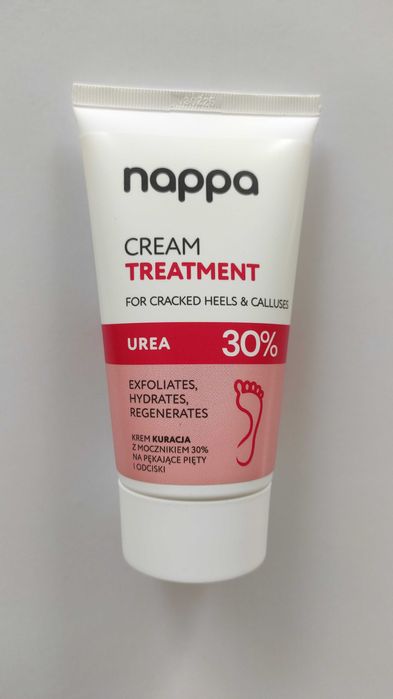 nappa
CREAM
TREATMENT
FOR CRACKED HEELS & CALLUSES
UREA 30%
EXFOLIATES,
HYDRATES,
REGENERATES
KREM KURACJA
Z MOCZNIKIEM 30%
NA PĘKAJĄCE PIĘTY
I ODCISKI